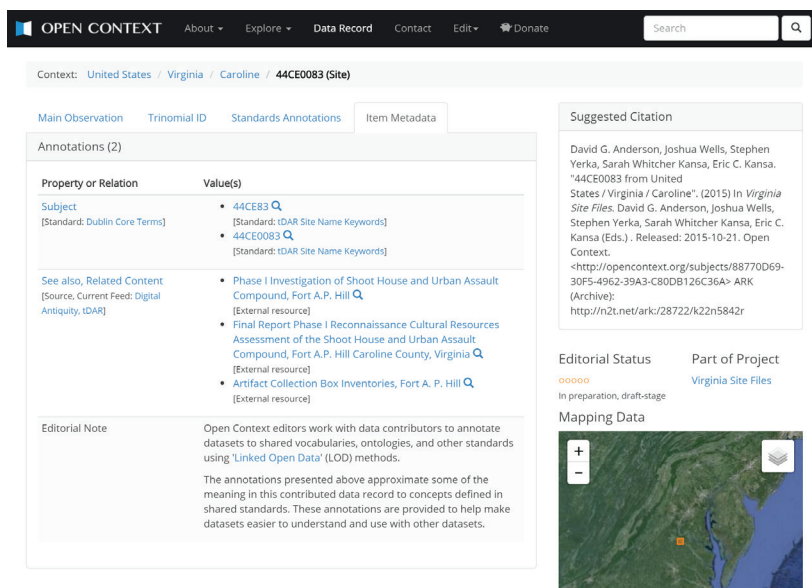 OPEN CONTEXT About Explore Data Record Contact Edit Donate Search
Context: United States / Virginia / Caroline / 44CE0083 (Site)
Main Observation Trinomial ID Standards Annotations Item Metadata
Annotations (2)
Property or Relation Value(s)
Subject
[Standard: Dublin Core Terms]
44CE83
[Standard: tDAR Site Name Keywords]
44CE0083
[Standard: tDAR Site Name Keywords]
See also, Related Content
[Source, Current Feed: Digital
Antiquity, tDAR]
Phase I Investigation of Shoot House and Urban Assault
Compound, Fort A.P. Hill
[External resource]
Final Report Phase I Reconnaissance Cultural Resources
Assessment of the Shoot House and Urban Assault
Compound, Fort A.P. Hill Caroline County, Virginia
[External resource]
Artifact Collection Box Inventories, Fort A. P. Hill
[External resource]
Editorial Note
Open Context editors work with data contributors to annotate
datasets to shared vocabularies, ontologies, and other standards
using 'Linked Open Data' (LOD) methods.
The annotations presented above approximate some of the
meaning in this contributed data record to concepts defined in
shared standards. These annotations are provided to help make
datasets easier to understand and use with other datasets.
Suggested Citation
David G. Anderson, Joshua Wells, Stephen
Yerka, Sarah Whitcher Kansa, Eric C. Kansa.
"44CE0083 from United
States / Virginia / Caroline". (2015) In Virginia
Site Files. David G. Anderson, Joshua Wells,
Stephen Yerka, Sarah Whitcher Kansa, Eric C.
Kansa (Eds.) . Released: 2015-10-21. Open
Context.
<http://opencontext.org/subjects/88770D69-
30F5-4962-39A3-C80DB126C36A> ARK
(Archive):
http://n2t.net/ark:/28722/k22n5842r
Editorial Status
In preparation, draft-stage
Part of Project
Virginia Site Files
Mapping Data
+
−